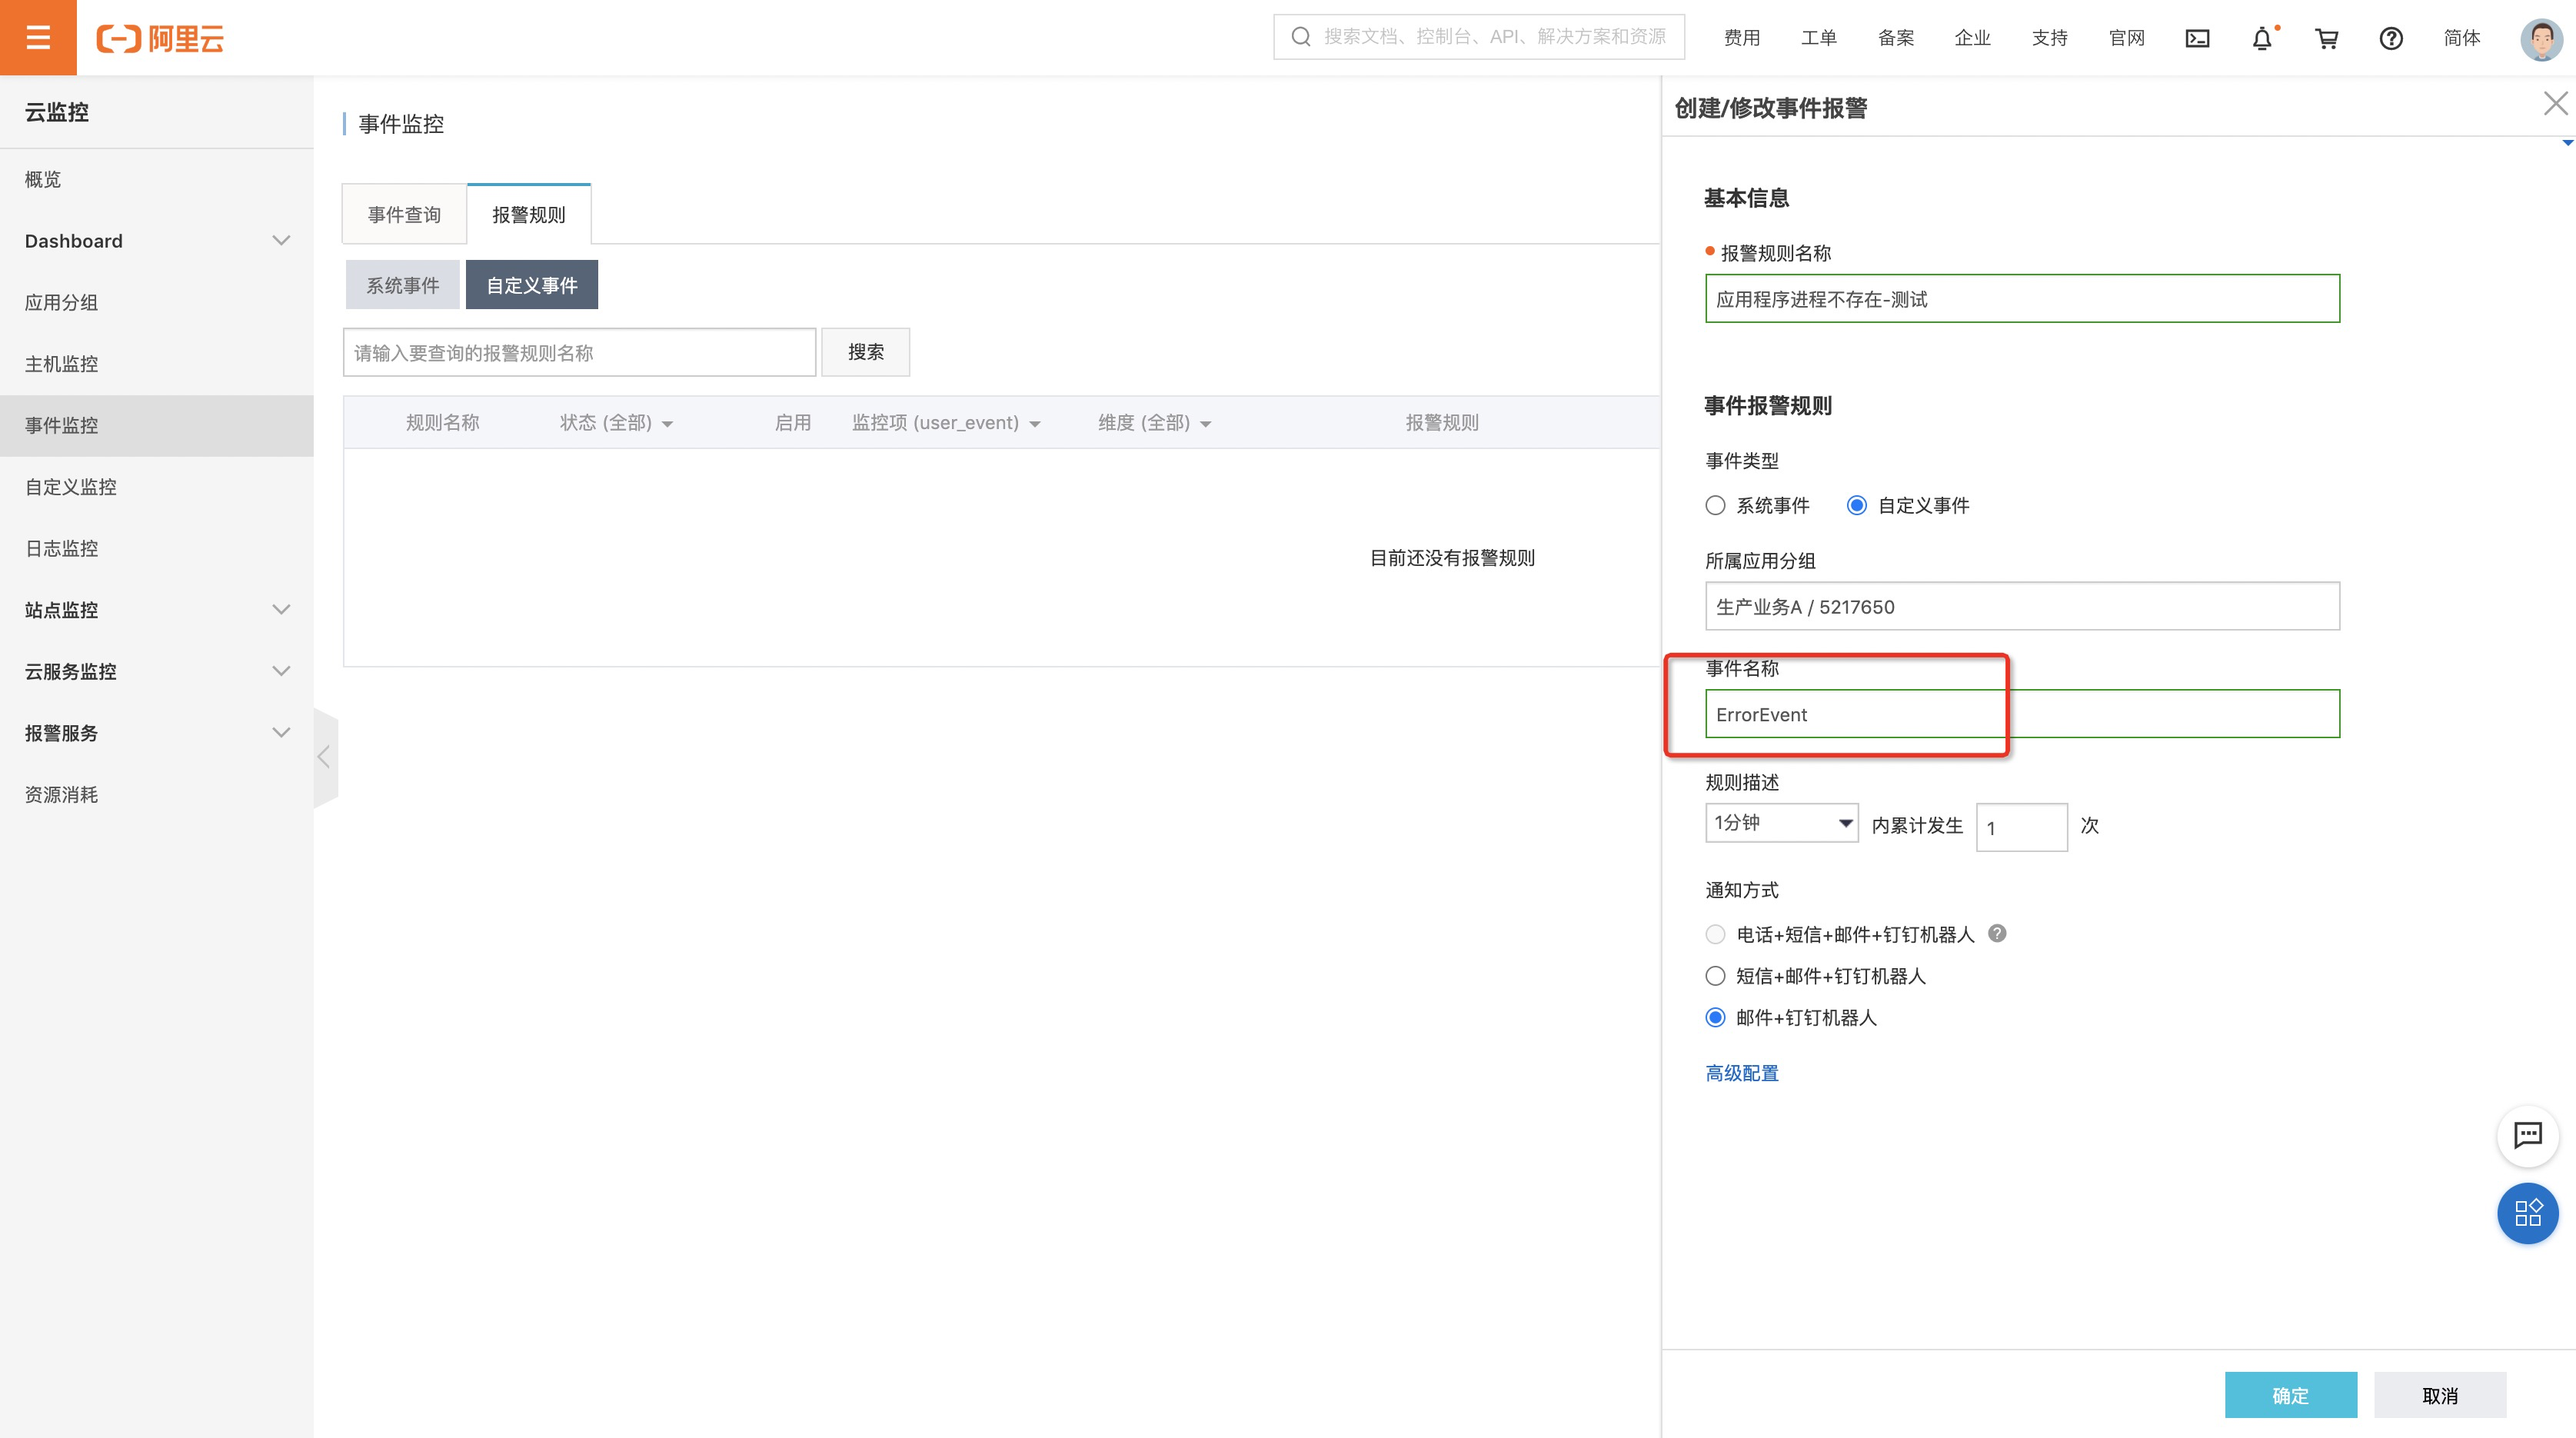 阿里云
搜索文档、控制台、API、解决方案和资源
费用
工单
备案
企业
支持
官网
简体
云监控
概览
Dashboard
应用分组
主机监控
事件监控
自定义监控
日志监控
站点监控
云服务监控
报警服务
资源消耗
事件监控
事件查询
报警规则
系统事件
自定义事件
请输入要查询的报警规则名称
搜索
规则名称 状态 (全部) 启用 监控项 (user_event) 维度 (全部) 报警规则
目前还没有报警规则
创建/修改事件报警
基本信息
报警规则名称
应用程序进程不存在-测试
事件报警规则
事件类型
系统事件 自定义事件
所属应用分组
生产业务A / 5217650
事件名称
ErrorEvent
规则描述
1分钟 内累计发生 1 次
通知方式
电话+短信+邮件+钉钉机器人
短信+邮件+钉钉机器人
邮件+钉钉机器人
高级配置
确定 取消